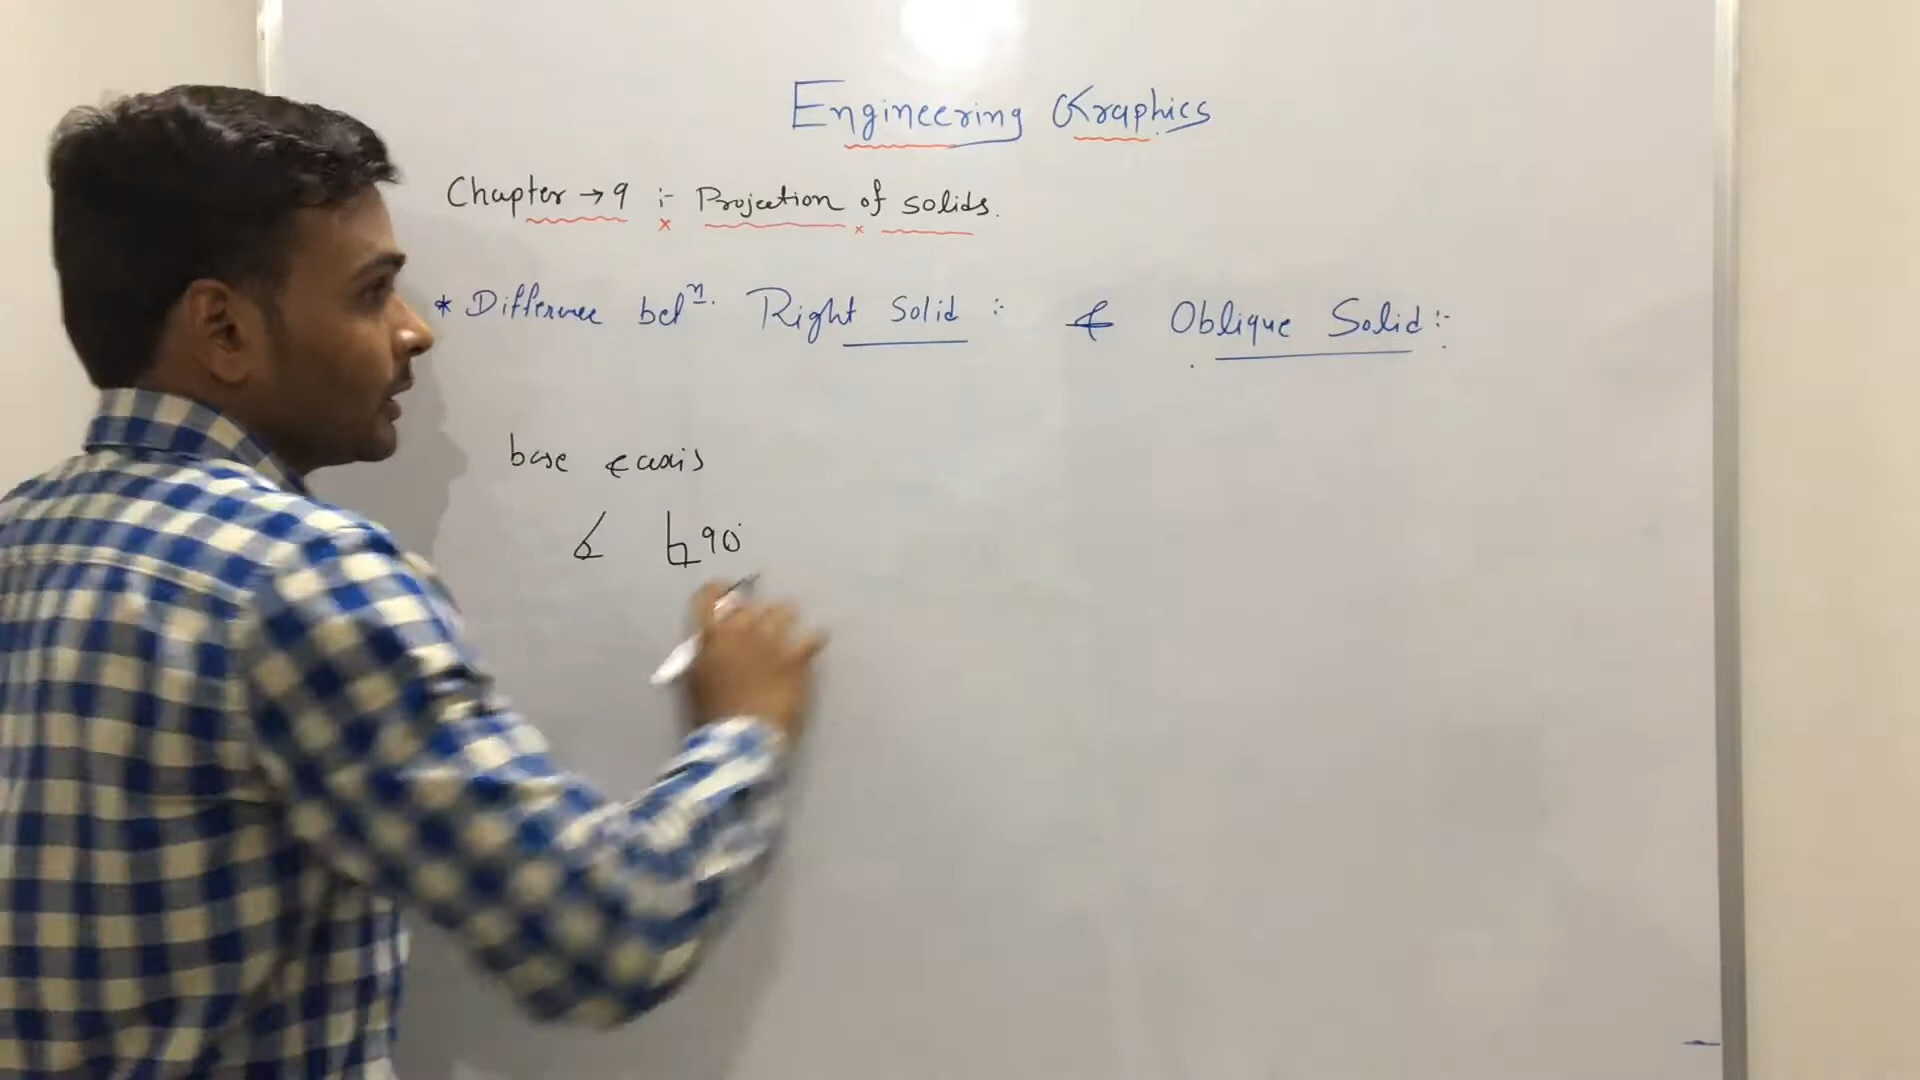 Engineering Graphics
Chapter → 9 :- Projection of solids.
* Difference betⁿ. Right Solid :- & Oblique Solid :-
base & axis
∠ 90°